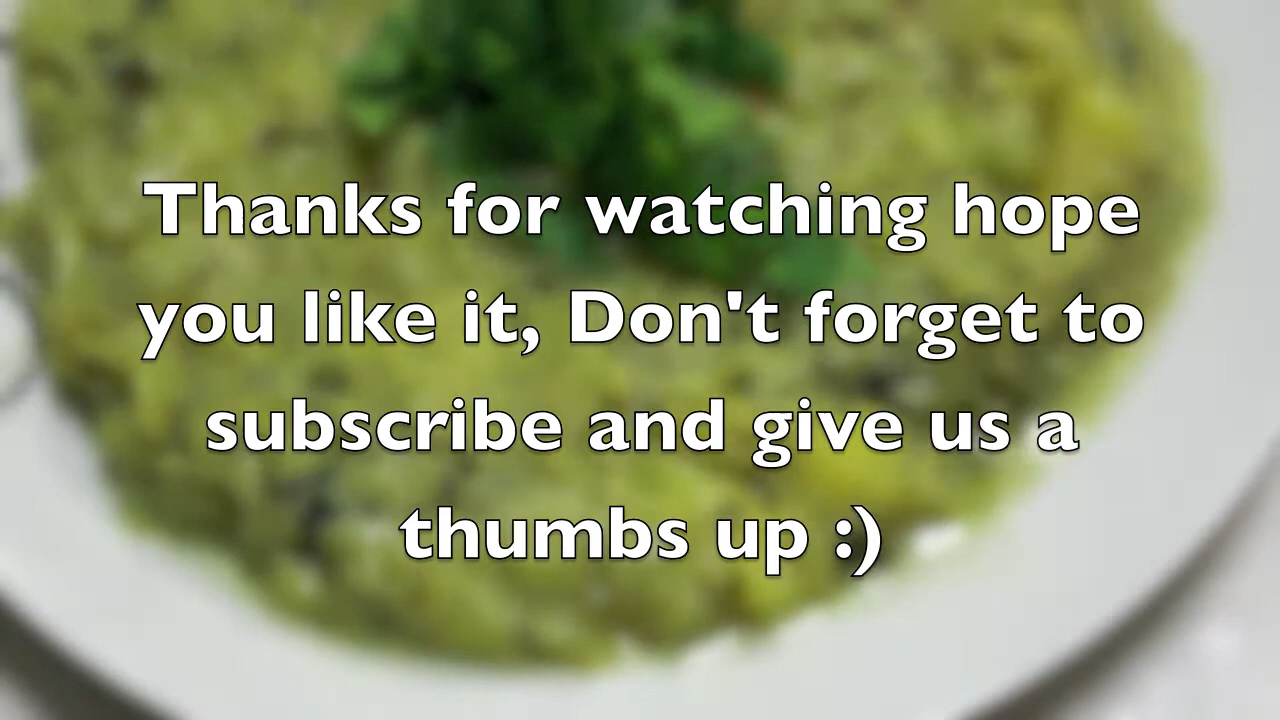 Thanks for watching hope
you like it, Don't forget to
subscribe and give us a
thumbs up :)